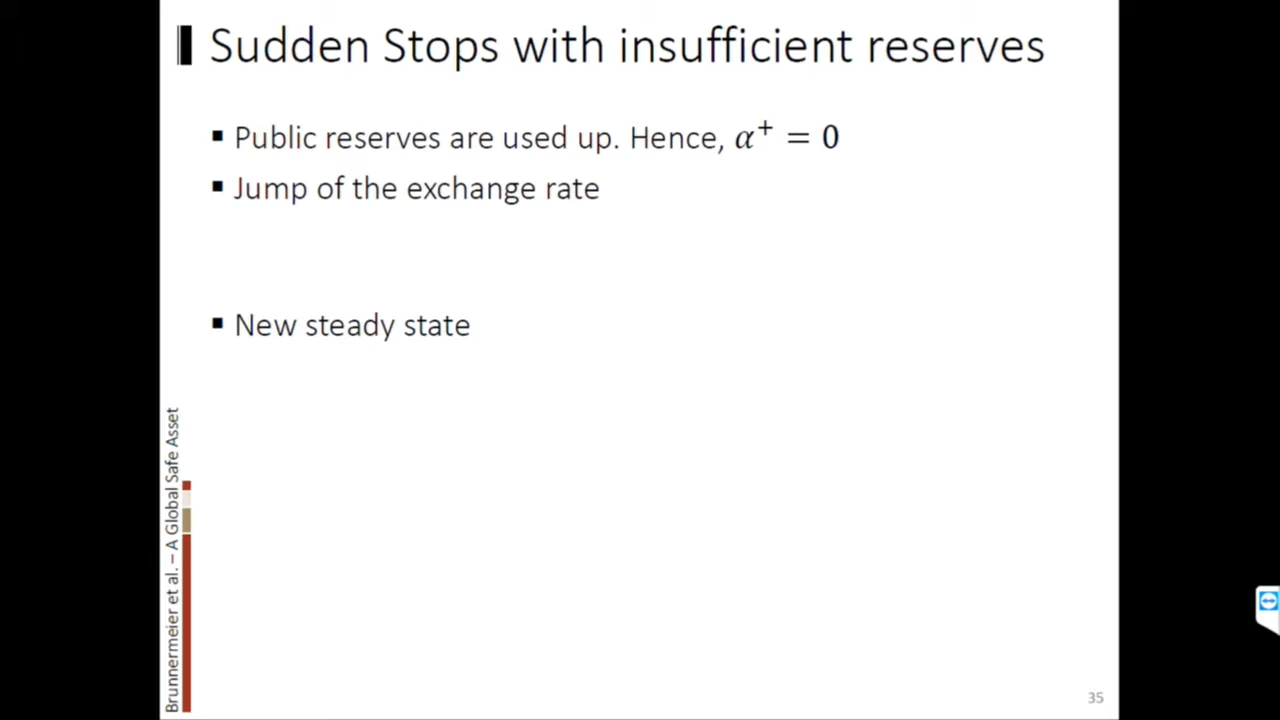 Sudden Stops with insufficient reserves
▪ Public reserves are used up. Hence, α⁺ = 0
▪ Jump of the exchange rate
▪ New steady state
Brunnermeier et al. – A Global Safe Asset
35